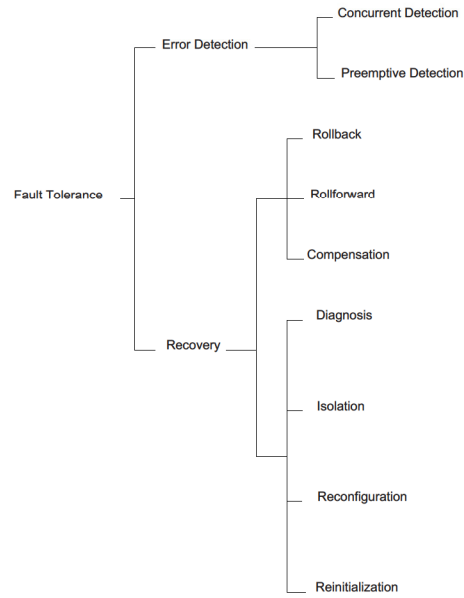 Concurrent Detection
Error Detection
Preemptive Detection
Rollback
Fault Tolerance
Rollforward
Compensation
Diagnosis
Recovery
Isolation
Reconfiguration
Reinitialization